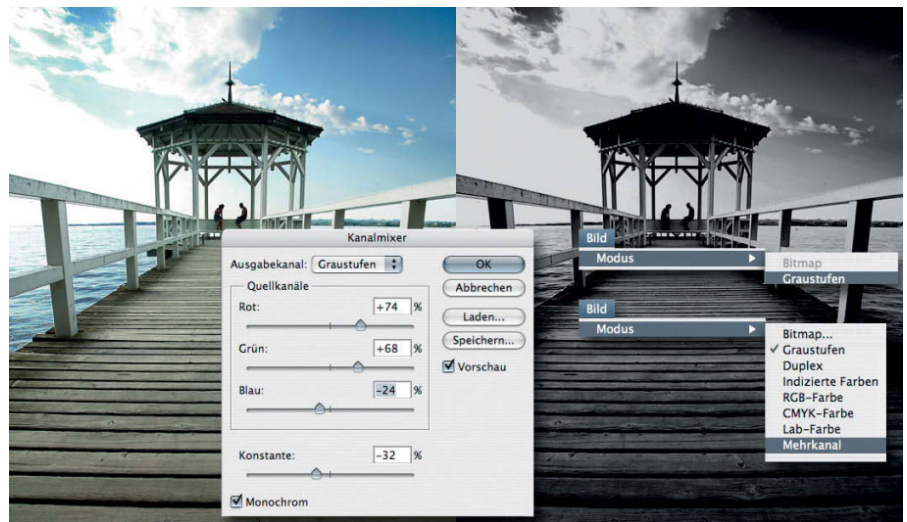 Kanalmixer
Ausgabekanal: Graustufen
OK
Abbrechen
Laden...
Speichern...
Vorschau
Quellkanäle
Rot: +74 %
Grün: +68 %
Blau: -24 %
Konstante: -32 %
Monochrom
Bild
Modus
Bitmap
Graustufen
Bild
Modus
Bitmap...
Graustufen
Duplex
Indizierte Farben
RGB-Farbe
CMYK-Farbe
Lab-Farbe
Mehrkanal